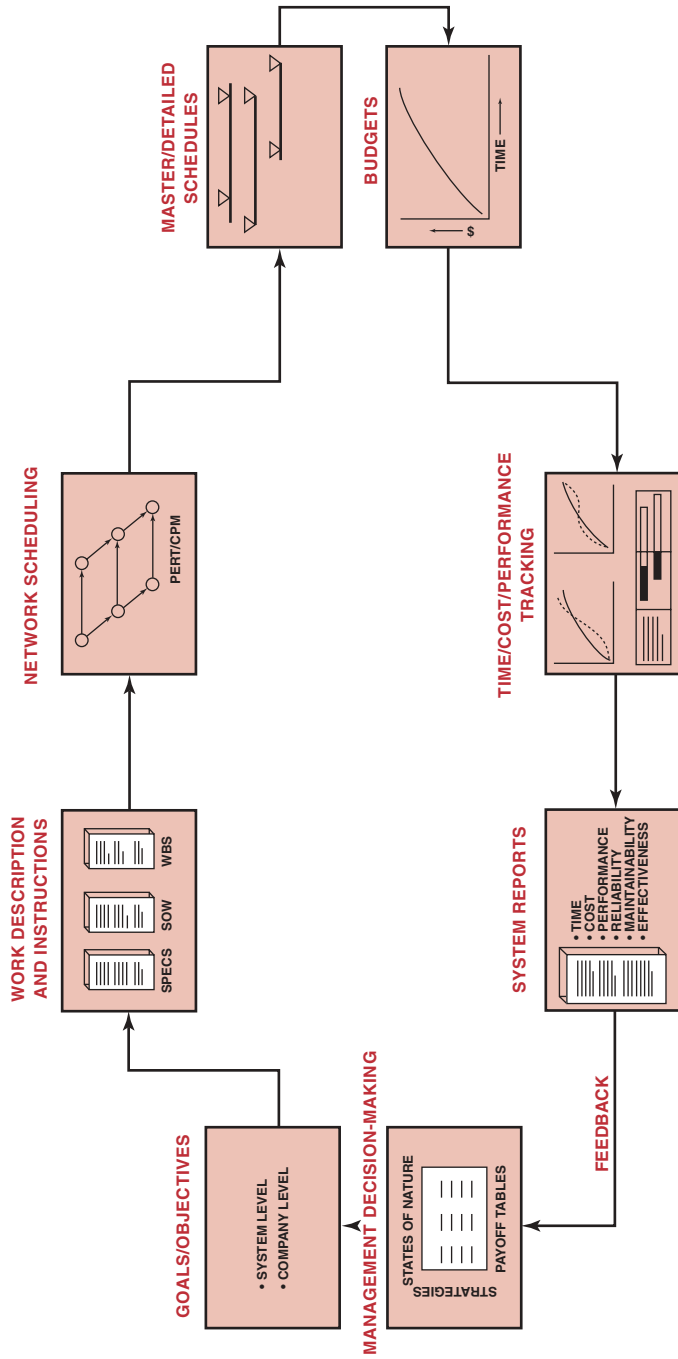 GOALS/OBJECTIVES
• SYSTEM LEVEL
• COMPANY LEVEL
WORK DESCRIPTION
AND INSTRUCTIONS
SPECS
SOW
WBS
NETWORK SCHEDULING
PERT/CPM
MASTER/DETAILED
SCHEDULES
BUDGETS
$
TIME
TIME/COST/PERFORMANCE
TRACKING
SYSTEM REPORTS
• TIME
• COST
• PERFORMANCE
• RELIABILITY
• MAINTAINABILITY
• EFFECTIVENESS
FEEDBACK
MANAGEMENT DECISION-MAKING
STATES OF NATURE
STRATEGIES
PAYOFF TABLES